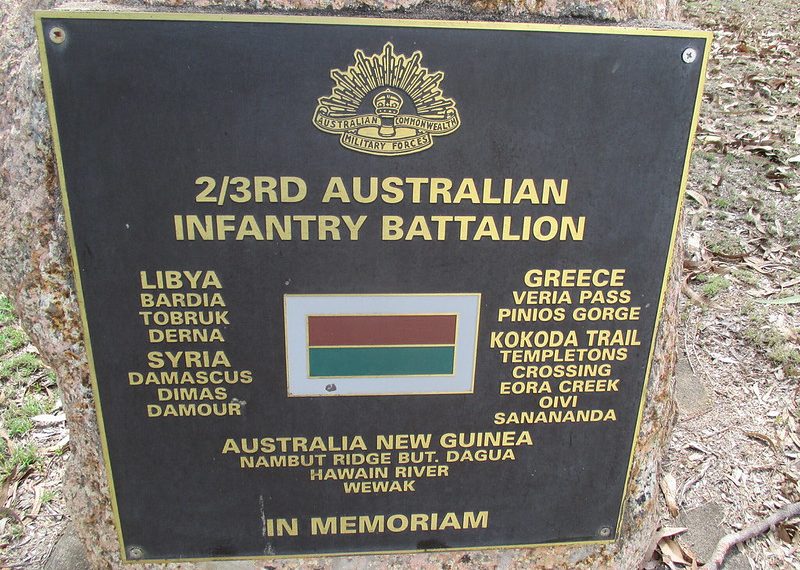 AUSTRALIAN COMMONWEALTH
MILITARY FORCES
2/3RD AUSTRALIAN
INFANTRY BATTALION
LIBYA
BARDIA
TOBRUK
DERNA
SYRIA
DAMASCUS
DIMAS
DAMOUR
GREECE
VERIA PASS
PINIOS GORGE
KOKODA TRAIL
TEMPLETONS
CROSSING
EORA CREEK
OIVI
SANANANDA
AUSTRALIA NEW GUINEA
NAMBUT RIDGE BUT. DAGUA
HAWAIN RIVER
WEWAK
IN MEMORIAM